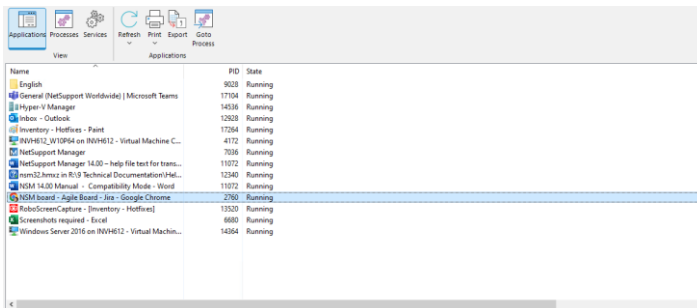 Applications Processes Services Refresh Print Export Goto Process
View Applications
Name PID State
English 9028 Running
General (NetSupport Worldwide) | Microsoft Teams 17104 Running
Hyper-V Manager 14536 Running
Inbox - Outlook 12928 Running
Inventory - Hotfixes - Paint 17264 Running
INVH612_W10P64 on INVH612 - Virtual Machine C... 4172 Running
NetSupport Manager 7036 Running
NetSupport Manager 14.00 – help file text for trans... 11072 Running
nsm32.hmxz in R:\9 Technical Documentation\Hel... 12340 Running
NSM 14.00 Manual - Compatibility Mode - Word 11072 Running
NSM board - Agile Board - Jira - Google Chrome 2760 Running
RoboScreenCapture - [Inventory - Hotfixes] 13520 Running
Screenshots required - Excel 6680 Running
Windows Server 2016 on INVH612 - Virtual Machin... 14364 Running